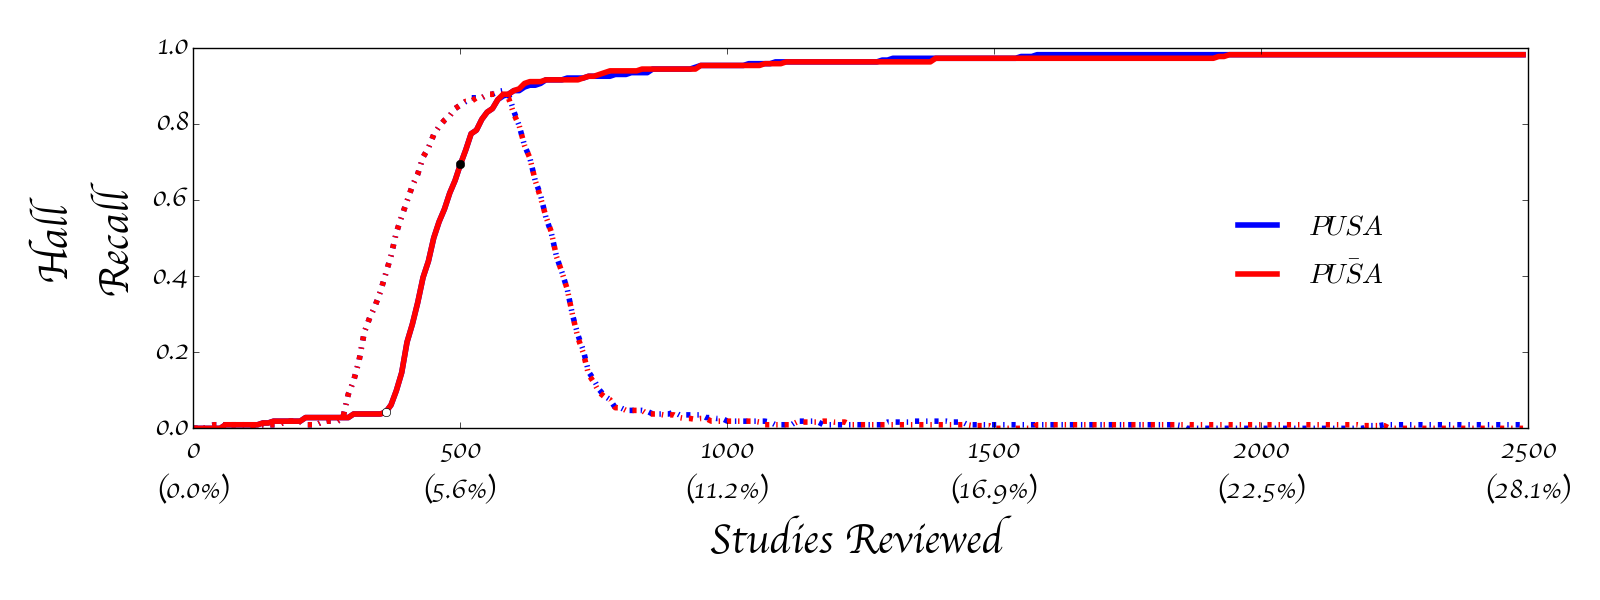 Hall
Recall
1.0
0.8
0.6
0.4
0.2
0.0
PUSA
PUS̄A
0 500 1000 1500 2000 2500
(0.0%) (5.6%) (11.2%) (16.9%) (22.5%) (28.1%)
Studies Reviewed